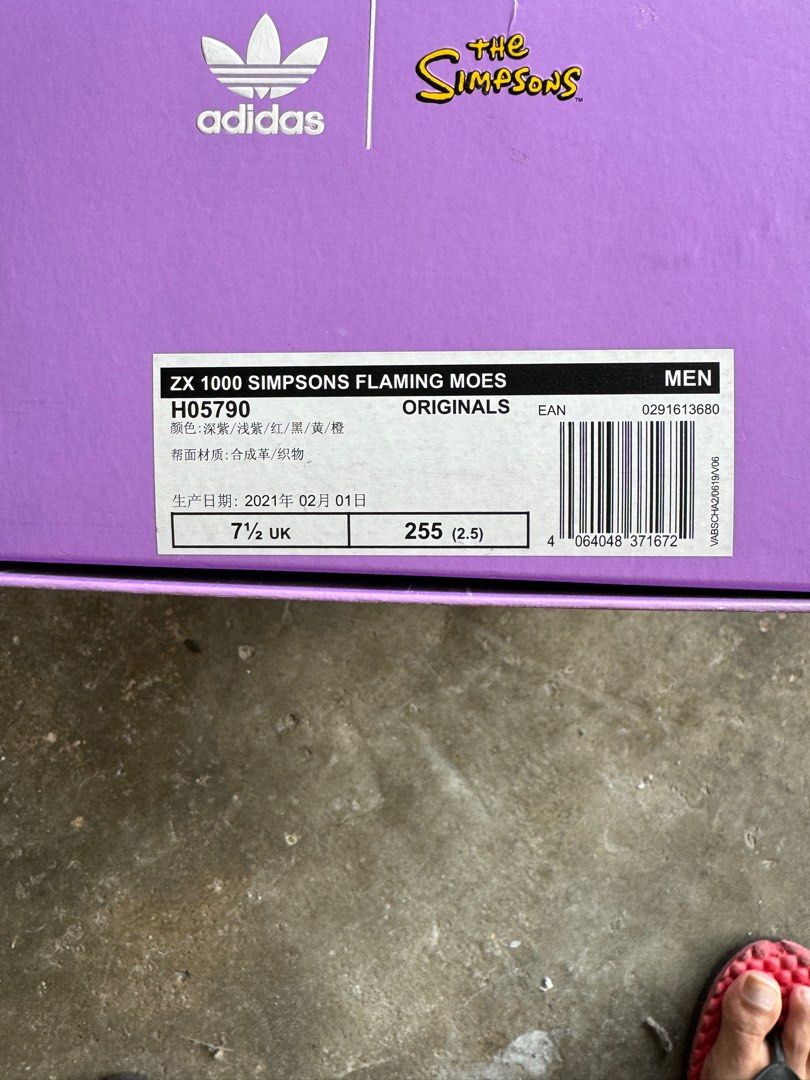 adidas
THE
SIMPSONS™
ZX 1000 SIMPSONS FLAMING MOES MEN
H05790 ORIGINALS EAN 0291613680
颜色:深紫/浅紫/红/黑/黄/橙
帮面材质:合成革/织物
生产日期: 2021年 02月 01日
7½ UK 255 (2.5)
4 064048 371672
VABSCHA2/0619/V06